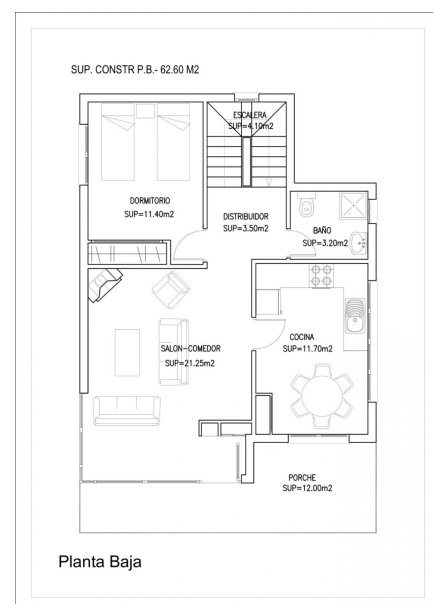 SUP. CONSTR P.B.- 62.60 M2
ESCALERA
SUP=4.10m2
DORMITORIO
SUP=11.40m2
DISTRIBUIDOR
SUP=3.50m2
BAÑO
SUP=3.20m2
SALON-COMEDOR
SUP=21.25m2
COCINA
SUP=11.70m2
PORCHE
SUP=12.00m2
Planta Baja